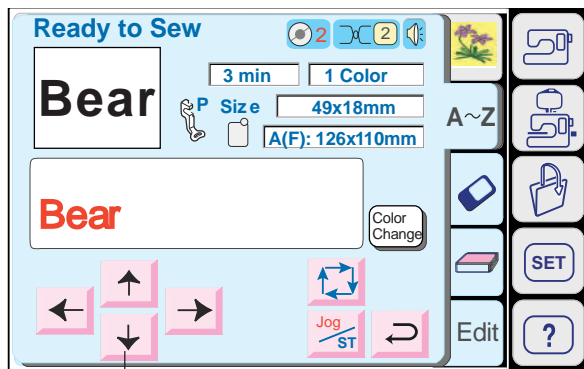 Ready to Sew
2
2
3 min
1 Color
Bear
P
Size
49x18mm
A(F): 126x110mm
A~Z
Bear
Color
Change
SET
Jog
ST
Edit
?